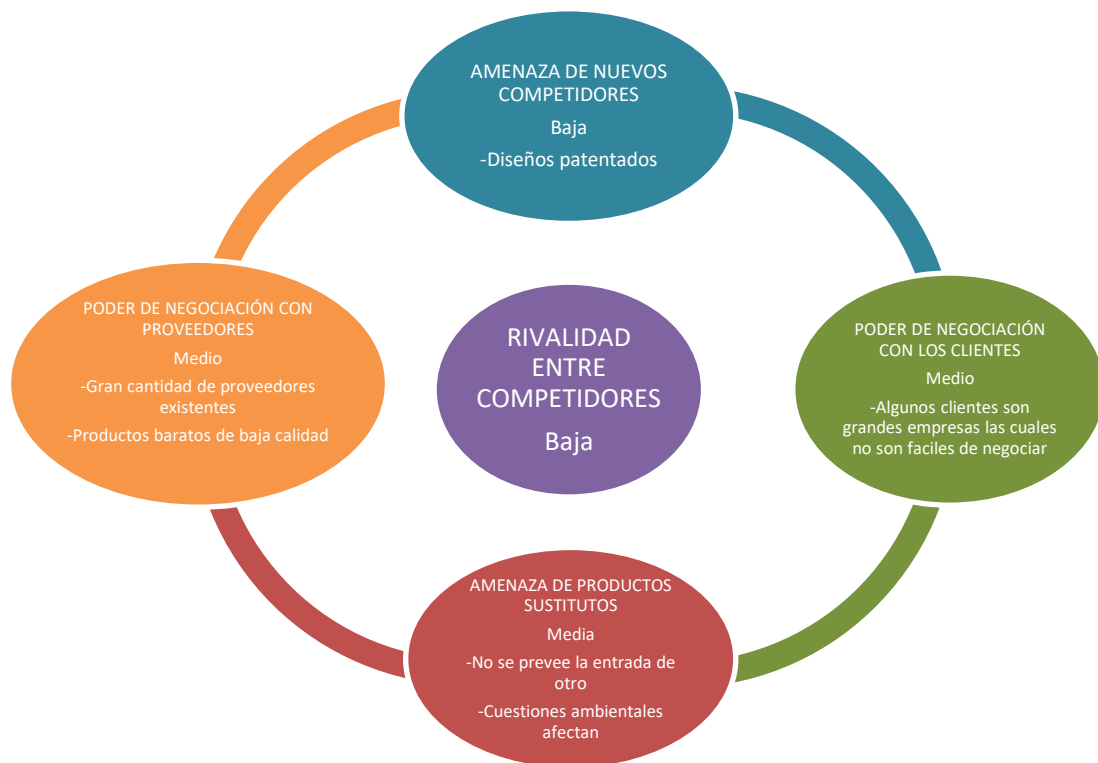 AMENAZA DE NUEVOS
COMPETIDORES
Baja
-Diseños patentados
PODER DE NEGOCIACIÓN CON
PROVEEDORES
Medio
-Gran cantidad de proveedores
existentes
-Productos baratos de baja calidad
RIVALIDAD
ENTRE
COMPETIDORES
Baja
PODER DE NEGOCIACIÓN
CON LOS CLIENTES
Medio
-Algunos clientes son
grandes empresas las cuales
no son faciles de negociar
AMENAZA DE PRODUCTOS
SUSTITUTOS
Media
-No se prevee la entrada de
otro
-Cuestiones ambientales
afectan